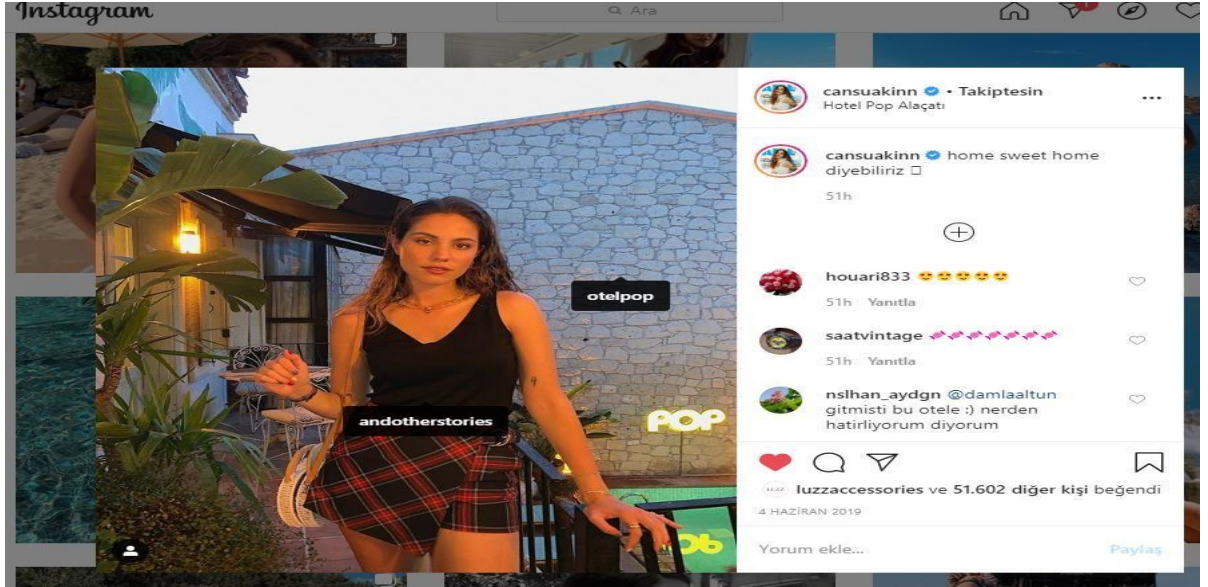 Instagram
Ara
1
cansuakinn • Takiptesin
Hotel Pop Alaçatı
cansuakinn home sweet home
diyebiliriz
51h
houari833
51h Yanıtla
saatvintage
51h Yanıtla
nslhan_aydgn @damlaaltun
gitmisti bu otele :) nerden
hatirliyorum diyorum
luzzaccessories ve 51.602 diğer kişi beğendi
4 HAZİRAN 2019
Yorum ekle...
Paylaş
otelpop
andotherstories
POP